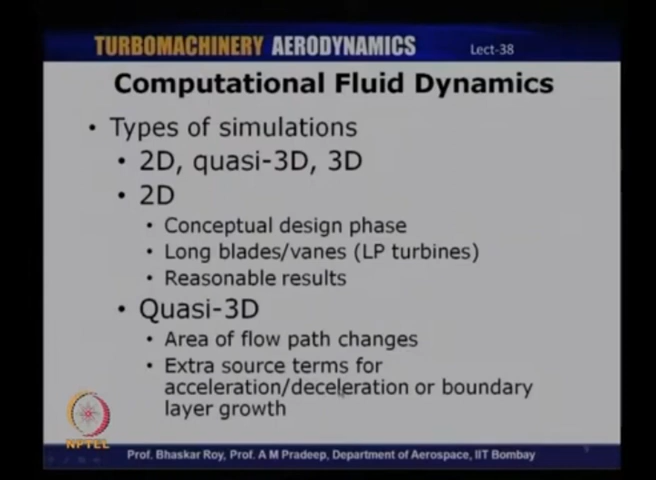 TURBOMACHINERY AERODYNAMICS Lect-38
Computational Fluid Dynamics
• Types of simulations
• 2D, quasi-3D, 3D
• 2D
• Conceptual design phase
• Long blades/vanes (LP turbines)
• Reasonable results
• Quasi-3D
• Area of flow path changes
• Extra source terms for
acceleration/deceleration or boundary
layer growth
NPTEL
Prof. Bhaskar Roy, Prof. A M Pradeep, Department of Aerospace, IIT Bombay